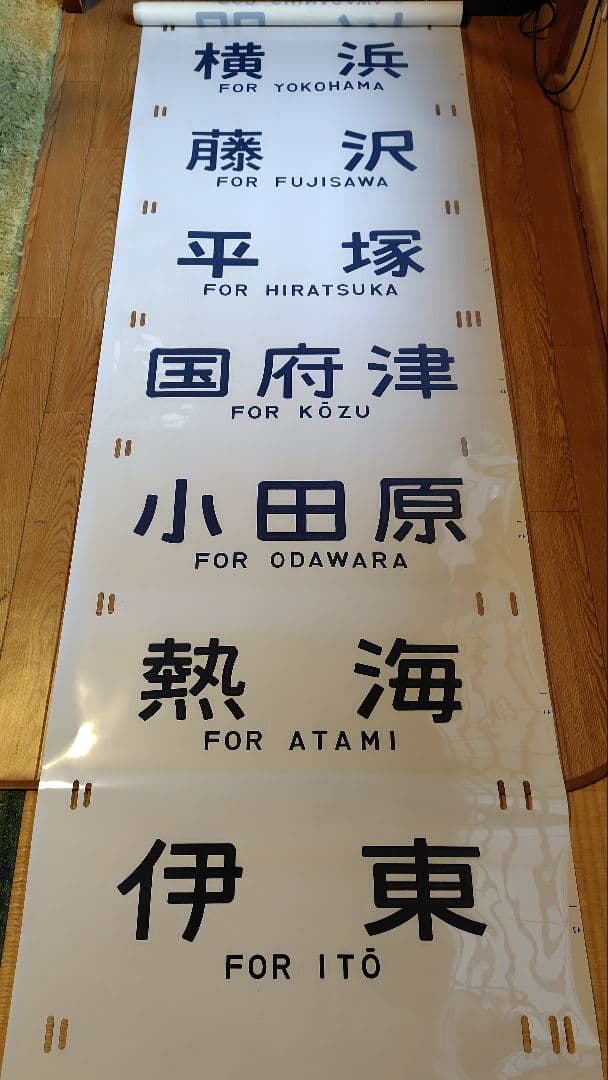 横浜
FOR YOKOHAMA
藤沢
FOR FUJISAWA
平塚
FOR HIRATSUKA
国府津
FOR KŌZU
小田原
FOR ODAWARA
熱海
FOR ATAMI
伊東
FOR ITŌ